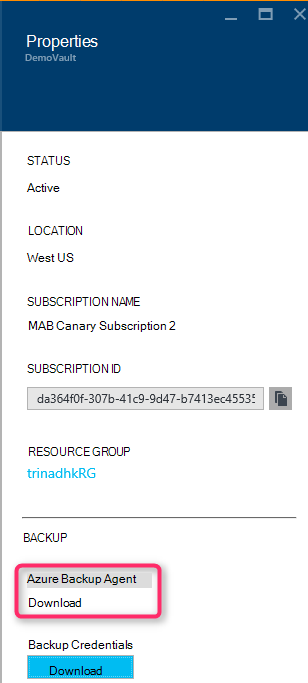 Properties
DemoVault
STATUS
Active
LOCATION
West US
SUBSCRIPTION NAME
MAB Canary Subscription 2
SUBSCRIPTION ID
da364f0f-307b-41c9-9d47-b7413ec45535
RESOURCE GROUP
trinadhkRG
BACKUP
Azure Backup Agent
Download
Backup Credentials
Download